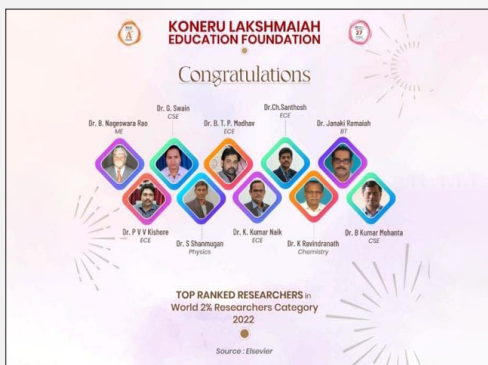 KONERU LAKSHMAIAH
EDUCATION FOUNDATION
Congratulations
Dr. B. Nageswara Rao
ME
Dr. G. Swain
CSE
Dr. B. T. P. Madhav
ECE
Dr.Ch.Santhosh
ECE
Dr. Janaki Ramaiah
BT
Dr. P V V Kishore
ECE
Dr. S Shanmugan
Physics
Dr. K. Kumar Naik
ECE
Dr. K Ravindranath
Chemistry
Dr. B Kumar Mohanta
CSE
TOP RANKED RESEARCHERS in
World 2% Researchers Category
2022
Source : Elsevier